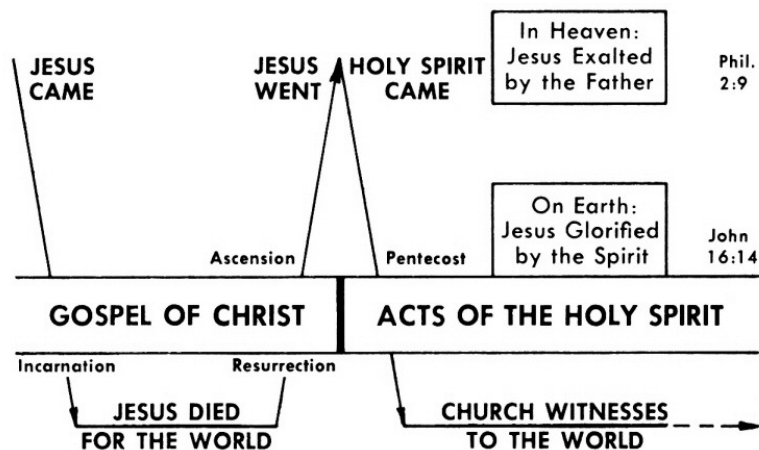 JESUS
CAME
JESUS
WENT
HOLY SPIRIT
CAME
In Heaven:
Jesus Exalted
by the Father
Phil.
2:9
Ascension
Pentecost
On Earth:
Jesus Glorified
by the Spirit
John
16:14
GOSPEL OF CHRIST
ACTS OF THE HOLY SPIRIT
Incarnation
Resurrection
JESUS DIED
FOR THE WORLD
CHURCH WITNESSES
TO THE WORLD